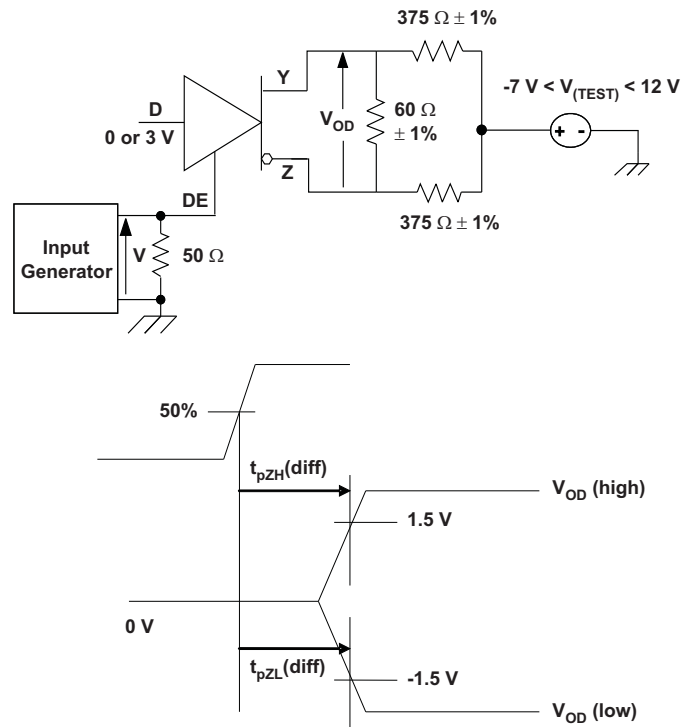 375 Ω ± 1%
Y
-7 V < V(TEST) < 12 V
D
0 or 3 V
VOD
60 Ω
± 1%
+ -
Z
DE
375 Ω ± 1%
Input
Generator
V
50 Ω
50%
tpZH(diff)
VOD (high)
1.5 V
0 V
tpZL(diff)
-1.5 V
VOD (low)